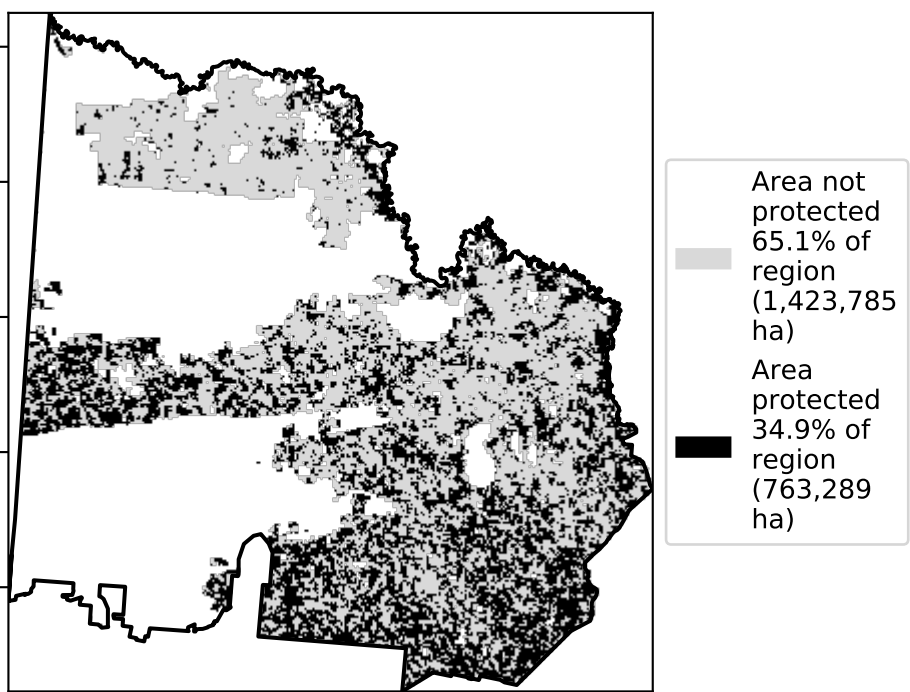 Area not
protected
65.1% of
region
(1,423,785
ha)
Area
protected
34.9% of
region
(763,289
ha)